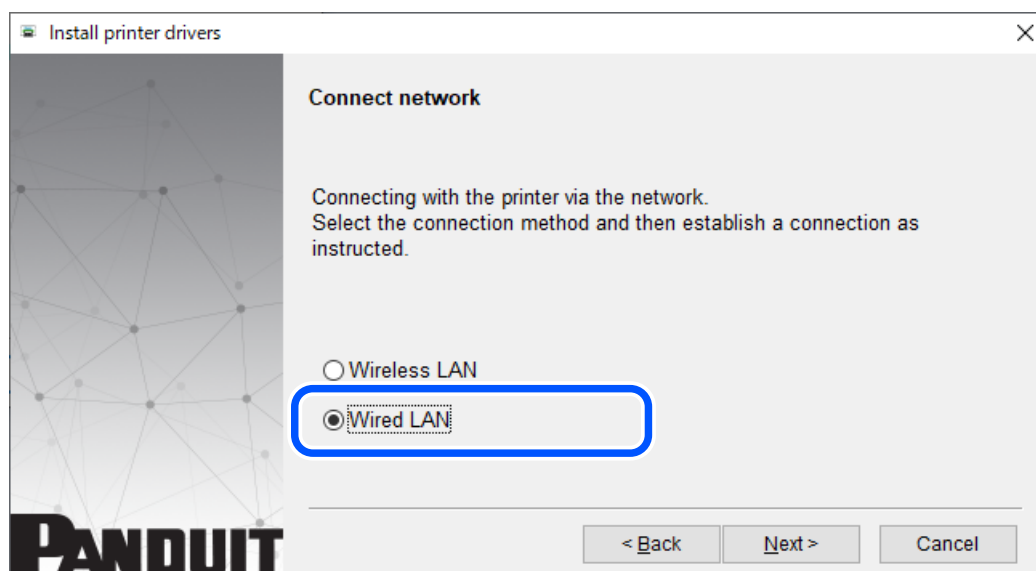 Install printer drivers
Connect network
Connecting with the printer via the network.
Select the connection method and then establish a connection as
instructed.
Wireless LAN
Wired LAN
PANDUIT
< Back
Next >
Cancel